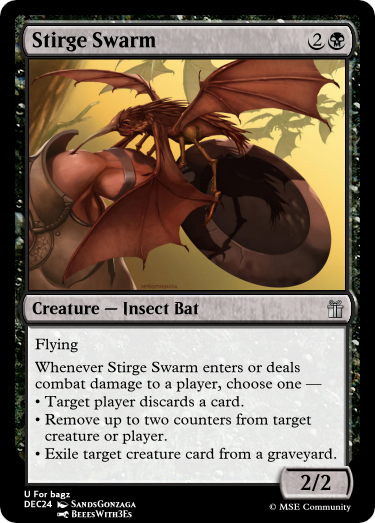 Stirge Swarm 2
Creature — Insect Bat
Flying
Whenever Stirge Swarm enters or deals
combat damage to a player, choose one —
• Target player discards a card.
• Remove up to two counters from target
creature or player.
• Exile target creature card from a graveyard.
2/2
U For bagz
DEC24 SandsGonzaga
BeeesWith3Es
© MSE Community